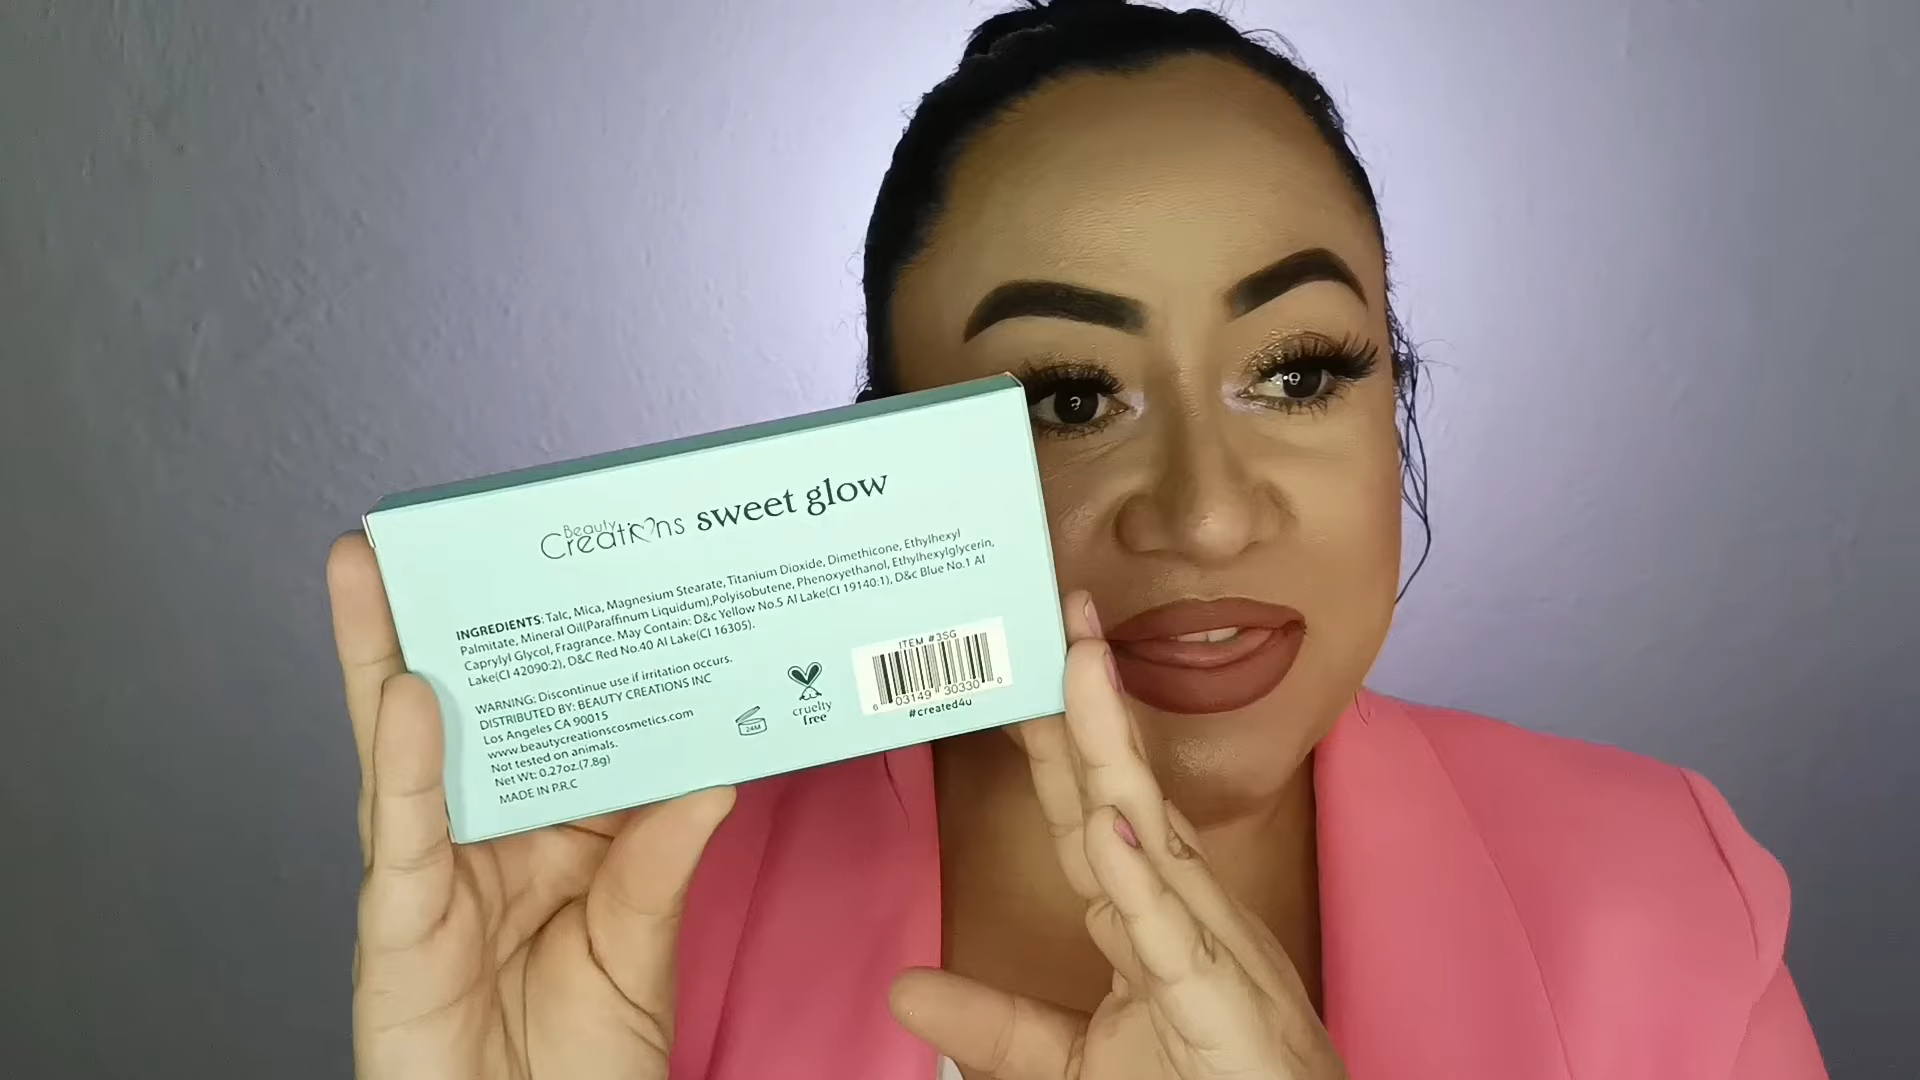 Beauty Creations sweet glow
INGREDIENTS: Talc, Mica, Magnesium Stearate, Titanium Dioxide, Dimethicone, Ethylhexyl
Palmitate, Mineral Oil(Paraffinum Liquidum),Polyisobutene, Phenoxyethanol, Ethylhexylglycerin,
Caprylyl Glycol, Fragrance. May Contain: D&c Yellow No.5 Al Lake(CI 19140:1), D&c Blue No.1 Al
Lake(CI 42090:2), D&C Red No.40 Al Lake(CI 16305).
WARNING: Discontinue use if irritation occurs.
DISTRIBUTED BY: BEAUTY CREATIONS INC
Los Angeles CA 90015
www.beautycreationscosmetics.com
Not tested on animals.
Net Wt: 0.27oz.(7.8g)
MADE IN P.R.C
24M
cruelty
free
ITEM #3SG
6 03149 30330 0
#created4u